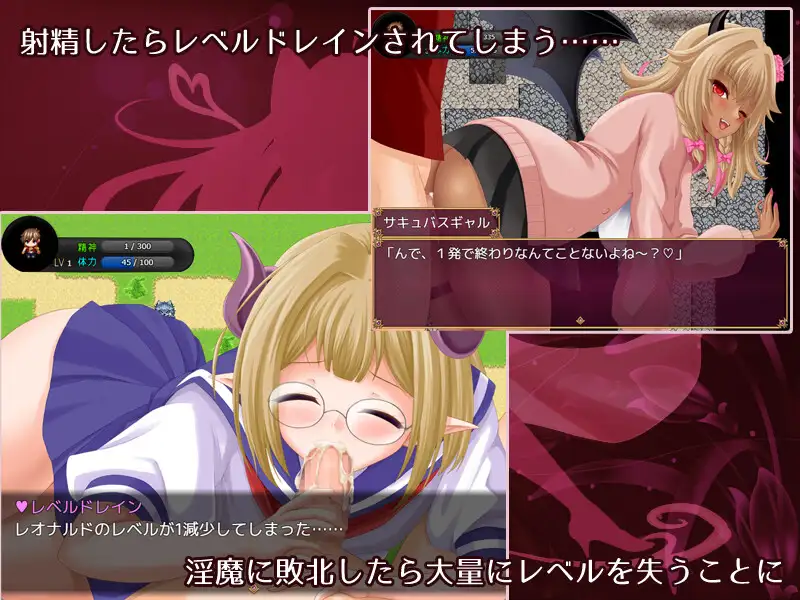 射精したらレベルドレインされてしまう……
サキュバスギャル
「んで、１発で終わりなんてことないよね～？♡」
精神 1 / 300
LV 1 体力 45 / 100
♥レベルドレイン
レオナルドのレベルが1減少してしまった……
淫魔に敗北したら大量にレベルを失うことに